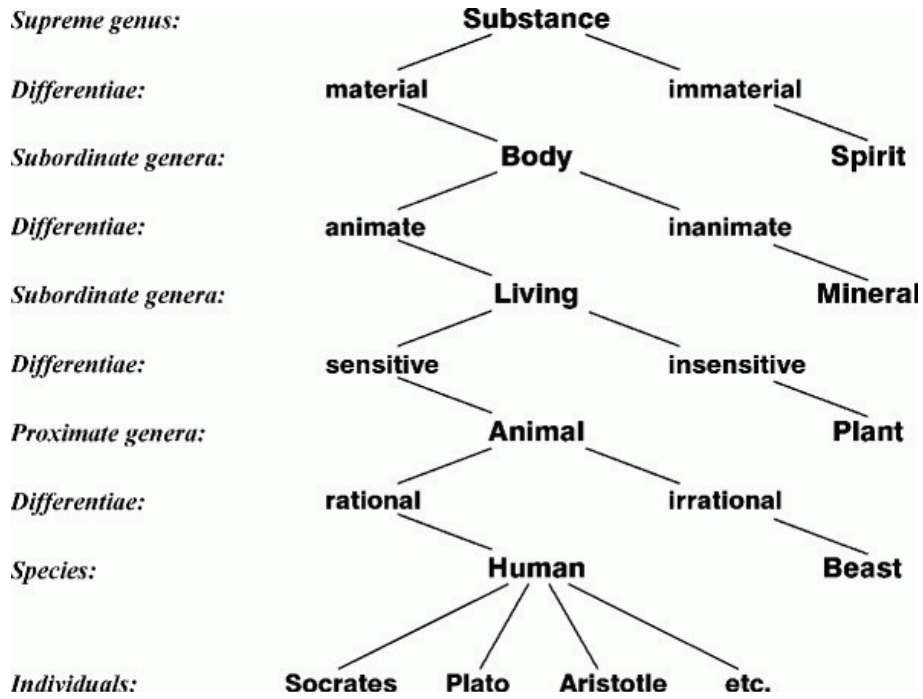 Supreme genus: Substance
Differentiae: material immaterial
Subordinate genera: Body Spirit
Differentiae: animate inanimate
Subordinate genera: Living Mineral
Differentiae: sensitive insensitive
Proximate genera: Animal Plant
Differentiae: rational irrational
Species: Human Beast
Individuals: Socrates Plato Aristotle etc.